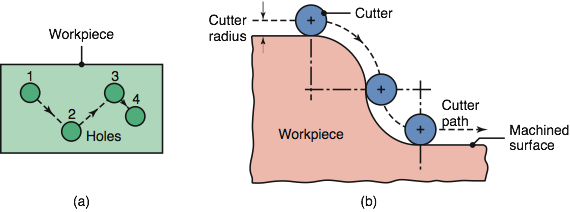 Workpiece
1
2
3
4
Holes
(a)
Cutter
radius
Cutter
Workpiece
Cutter
path
Machined
surface
(b)